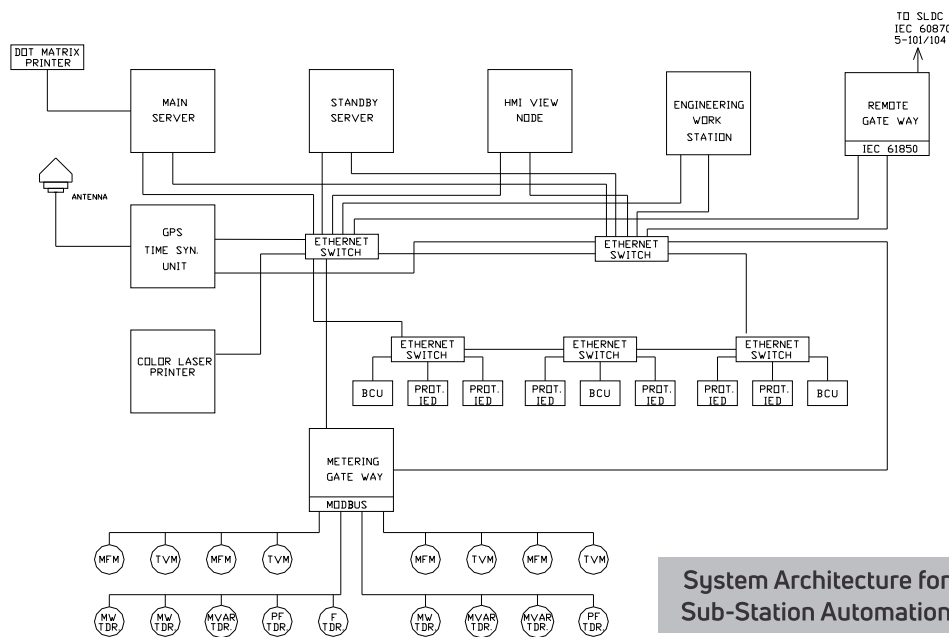 TO SLDC
IEC 60870
5-101/104
DOT MATRIX
PRINTER
MAIN
SERVER
STANDBY
SERVER
HMI VIEW
NODE
ENGINEERING
WORK
STATION
REMOTE
GATE WAY
IEC 61850
ANTENNA
GPS
TIME SYN.
UNIT
ETHERNET
SWITCH
ETHERNET
SWITCH
COLOR LASER
PRINTER
ETHERNET
SWITCH
ETHERNET
SWITCH
ETHERNET
SWITCH
BCU
PROT.
IED
PROT.
IED
PROT.
IED
BCU
PROT.
IED
PROT.
IED
PROT.
IED
BCU
METERING
GATE WAY
MODBUS
MFM
TVM
MFM
TVM
MFM
TVM
MFM
TVM
MW
TDR.
MW
TDR.
MVAR
TDR.
PF
TDR.
F
TDR.
MW
TDR.
MVAR
TDR.
MVAR
TDR.
PF
TDR.
System Architecture for
Sub-Station Automation